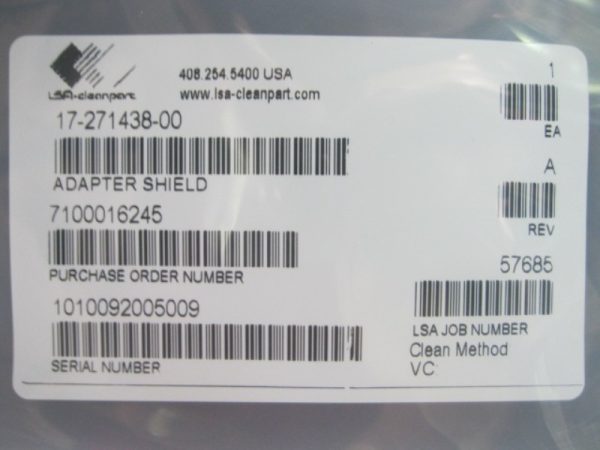 LSA-cleanpart
408.254.5400 USA
www.lsa-cleanpart.com
1
EA
17-271438-00
ADAPTER SHIELD
A
REV
7100016245
PURCHASE ORDER NUMBER
57685
LSA JOB NUMBER
1010092005009
SERIAL NUMBER
Clean Method
VC